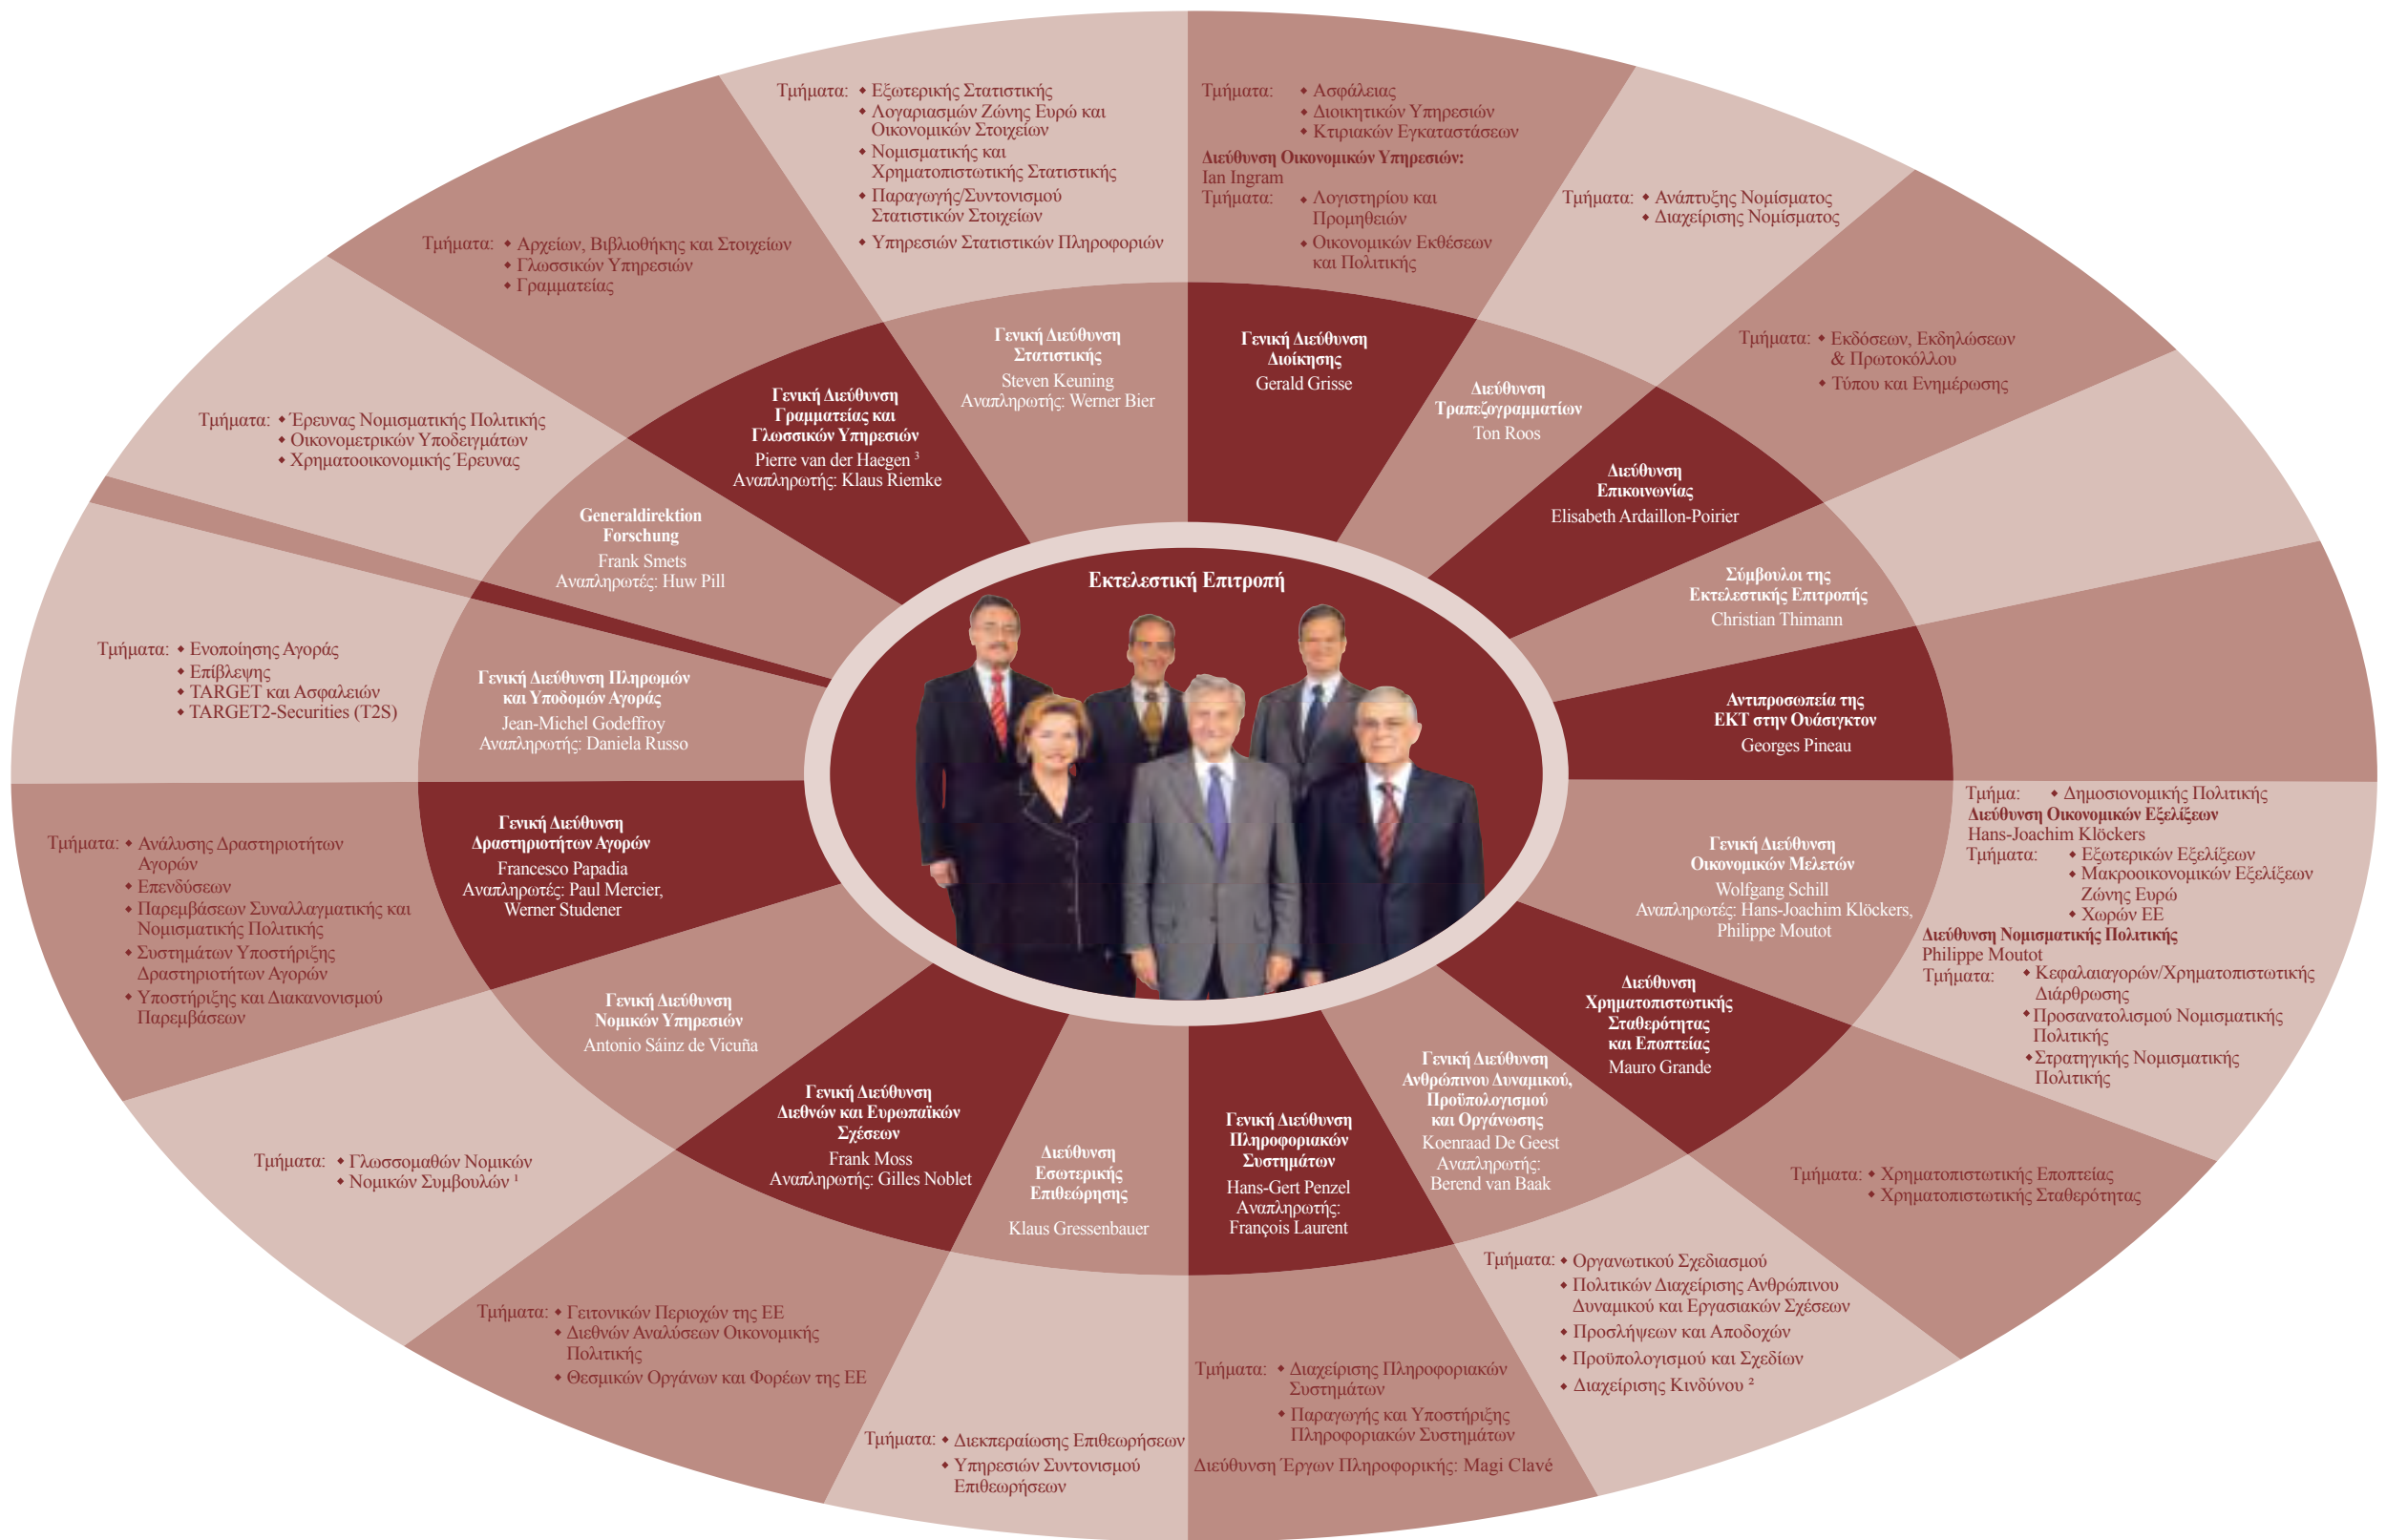 Τμήματα: ◆ Εξωτερικής Στατιστικής
◆ Λογαριασμών Ζώνης Ευρώ και
Οικονομικών Στοιχείων
◆ Νομισματικής και
Χρηματοπιστωτικής Στατιστικής
◆ Παραγωγής/Συντονισμού
Στατιστικών Στοιχείων
◆ Υπηρεσιών Στατιστικών Πληροφοριών
Γενική Διεύθυνση
Στατιστικής
Steven Keuning
Αναπληρωτής: Werner Bier
Τμήματα: ◆ Ασφάλειας
◆ Διοικητικών Υπηρεσιών
◆ Κτιριακών Εγκαταστάσεων
Διεύθυνση Οικονομικών Υπηρεσιών:
Ian Ingram
Τμήματα: ◆ Λογιστηρίου και
Προμηθειών
◆ Οικονομικών Εκθέσεων
και Πολιτικής
Γενική Διεύθυνση
Διοίκησης
Gerald Grisse
Τμήματα: ◆ Ανάπτυξης Νομίσματος
◆ Διαχείρισης Νομίσματος
Διεύθυνση
Τραπεζογραμματίων
Ton Roos
Τμήματα: ◆ Εκδόσεων, Εκδηλώσεων
& Πρωτοκόλλου
◆ Τύπου και Ενημέρωσης
Διεύθυνση
Επικοινωνίας
Elisabeth Ardaillon-Poirier
Σύμβουλοι της
Εκτελεστικής Επιτροπής
Christian Thimann
Αντιπροσωπεία της
ΕΚΤ στην Ουάσιγκτον
Georges Pineau
Γενική Διεύθυνση
Οικονομικών Μελετών
Wolfgang Schill
Αναπληρωτές: Hans-Joachim Klöckers,
Philippe Moutot
Τμήμα: ◆ Δημοσιονομικής Πολιτικής
Διεύθυνση Οικονομικών Εξελίξεων
Hans-Joachim Klöckers
Τμήματα: ◆ Εξωτερικών Εξελίξεων
◆ Μακροοικονομικών Εξελίξεων
Ζώνης Ευρώ
◆ Χωρών ΕΕ
Διεύθυνση Νομισματικής Πολιτικής
Philippe Moutot
Τμήματα: ◆ Κεφαλαιαγορών/Χρηματοπιστωτικής
Διάρθρωσης
◆ Προσανατολισμού Νομισματικής
Πολιτικής
◆ Στρατηγικής Νομισματικής
Πολιτικής
Διεύθυνση
Χρηματοπιστωτικής
Σταθερότητας
και Εποπτείας
Mauro Grande
Τμήματα: ◆ Χρηματοπιστωτικής Εποπτείας
◆ Χρηματοπιστωτικής Σταθερότητας
Γενική Διεύθυνση
Ανθρώπινου Δυναμικού,
Προϋπολογισμού
και Οργάνωσης
Koenraad De Geest
Αναπληρωτής:
Berend van Baak
Τμήματα: ◆ Οργανωτικού Σχεδιασμού
◆ Πολιτικών Διαχείρισης Ανθρώπινου
Δυναμικού και Εργασιακών Σχέσεων
◆ Προσλήψεων και Αποδοχών
◆ Προϋπολογισμού και Σχεδίων
◆ Διαχείρισης Κινδύνου ²
Γενική Διεύθυνση
Πληροφοριακών
Συστημάτων
Hans-Gert Penzel
Αναπληρωτής:
François Laurent
Τμήματα: ◆ Διαχείρισης Πληροφοριακών
Συστημάτων
◆ Παραγωγής και Υποστήριξης
Πληροφοριακών Συστημάτων
Διεύθυνση Έργων Πληροφορικής: Magi Clavé
Διεύθυνση
Εσωτερικής
Επιθεώρησης
Klaus Gressenbauer
Τμήματα: ◆ Διεκπεραίωσης Επιθεωρήσεων
◆ Υπηρεσιών Συντονισμού
Επιθεωρήσεων
Γενική Διεύθυνση
Διεθνών και Ευρωπαϊκών
Σχέσεων
Frank Moss
Αναπληρωτής: Gilles Noblet
Τμήματα: ◆ Γειτονικών Περιοχών της ΕΕ
◆ Διεθνών Αναλύσεων Οικονομικής
Πολιτικής
◆ Θεσμικών Οργάνων και Φορέων της ΕΕ
Γενική Διεύθυνση
Νομικών Υπηρεσιών
Antonio Sáinz de Vicuña
Τμήματα: ◆ Γλωσσομαθών Νομικών
◆ Νομικών Συμβουλών ¹
Γενική Διεύθυνση
Δραστηριοτήτων Αγορών
Francesco Papadia
Αναπληρωτές: Paul Mercier,
Werner Studener
Τμήματα: ◆ Ανάλυσης Δραστηριοτήτων
Αγορών
◆ Επενδύσεων
◆ Παρεμβάσεων Συναλλαγματικής και
Νομισματικής Πολιτικής
◆ Συστημάτων Υποστήριξης
Δραστηριοτήτων Αγορών
◆ Υποστήριξης και Διακανονισμού
Παρεμβάσεων
Γενική Διεύθυνση Πληρωμών
και Υποδομών Αγοράς
Jean-Michel Godeffroy
Αναπληρωτής: Daniela Russo
Τμήματα: ◆ Ενοποίησης Αγοράς
◆ Επίβλεψης
◆ TARGET και Ασφαλειών
◆ TARGET2-Securities (T2S)
Generaldirektion
Forschung
Frank Smets
Αναπληρωτές: Huw Pill
Τμήματα: ◆ Έρευνας Νομισματικής Πολιτικής
◆ Οικονομετρικών Υποδειγμάτων
◆ Χρηματοοικονομικής Έρευνας
Γενική Διεύθυνση
Γραμματείας και
Γλωσσικών Υπηρεσιών
Pierre van der Haegen ³
Αναπληρωτής: Klaus Riemke
Τμήματα: ◆ Αρχείων, Βιβλιοθήκης και Στοιχείων
◆ Γλωσσικών Υπηρεσιών
◆ Γραμματείας
Εκτελεστική Επιτροπή